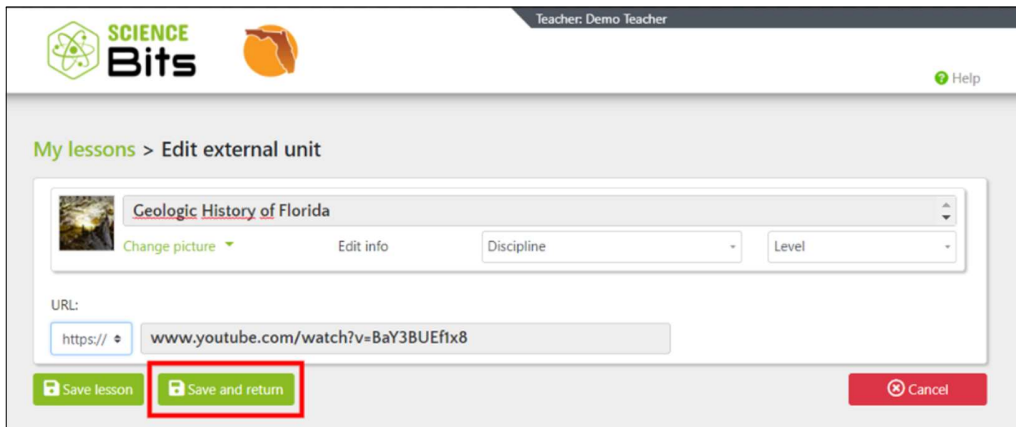 Teacher: Demo Teacher
SCIENCE
Bits
Help
My lessons > Edit external unit
Geologic History of Florida
Change picture Edit info Discipline Level
URL:
https:// www.youtube.com/watch?v=BaY3BUEf1x8
Save lesson Save and return Cancel